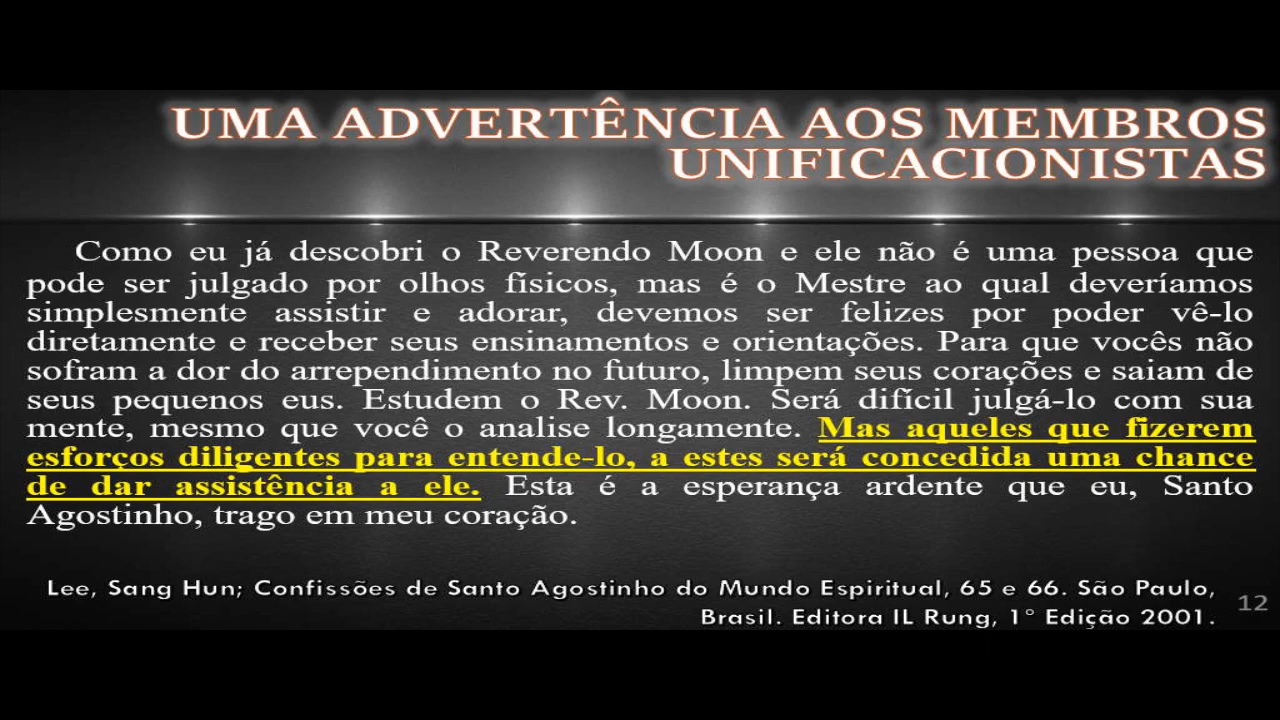 UMA ADVERTÊNCIA AOS MEMBROS
UNIFICACIONISTAS
Como eu já descobri o Reverendo Moon e ele não é uma pessoa que
pode ser julgado por olhos físicos, mas é o Mestre ao qual deveríamos
simplesmente assistir e adorar, devemos ser felizes por poder vê-lo
diretamente e receber seus ensinamentos e orientações. Para que vocês não
sofram a dor do arrependimento no futuro, limpem seus corações e saiam de
seus pequenos eus. Estudem o Rev. Moon. Será difícil julgá-lo com sua
mente, mesmo que você o analise longamente. Mas aqueles que fizerem
esforços diligentes para entende-lo, a estes será concedida uma chance
de dar assistência a ele. Esta é a esperança ardente que eu, Santo
Agostinho, trago em meu coração.
Lee, Sang Hun; Confissões de Santo Agostinho do Mundo Espiritual, 65 e 66. São Paulo,
Brasil. Editora IL Rung, 1° Edição 2001.
12